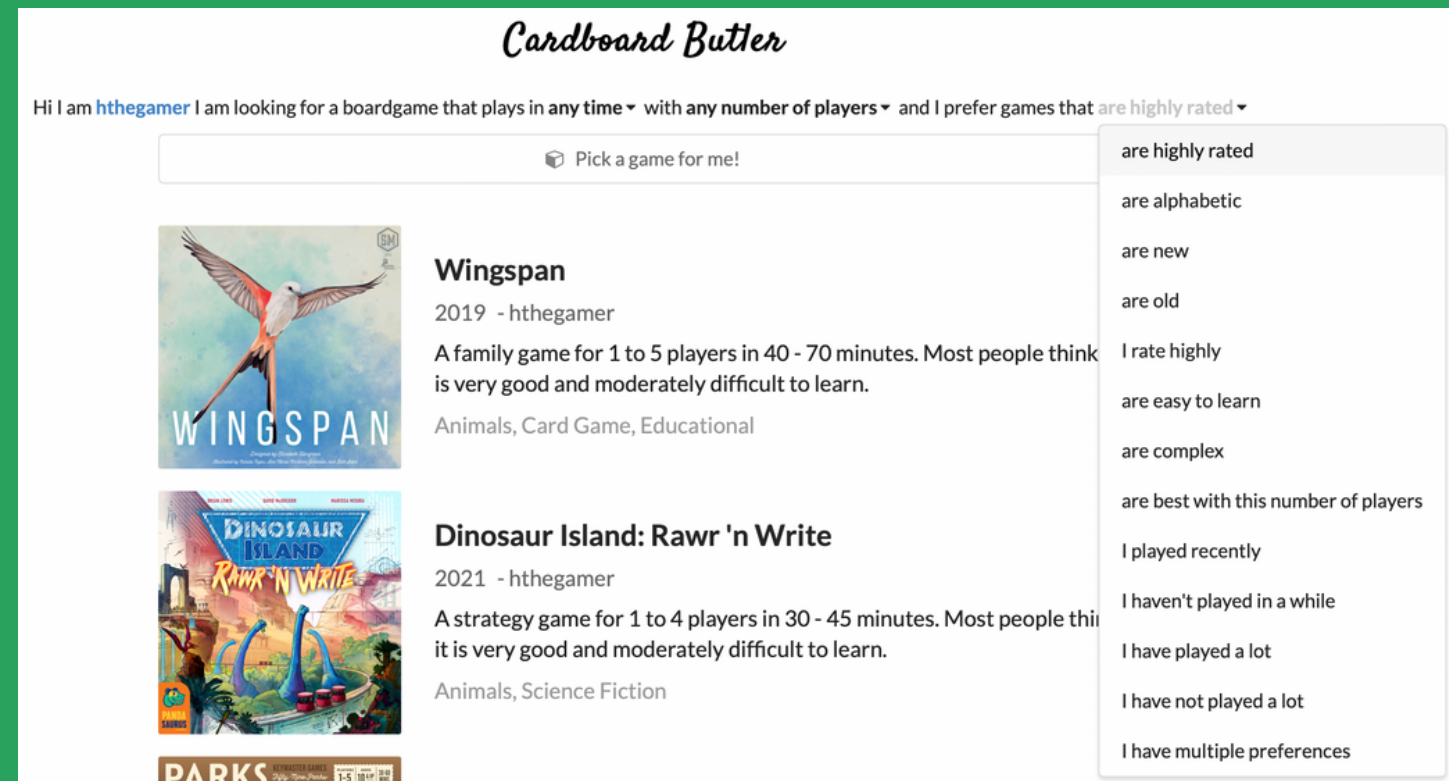 Cardboard Butler
Hi I am hthegamer I am looking for a boardgame that plays in any time with any number of players and I prefer games that are highly rated
Pick a game for me!
are highly rated
are alphabetic
are new
are old
I rate highly
are easy to learn
are complex
are best with this number of players
I played recently
I haven't played in a while
I have played a lot
I have not played a lot
I have multiple preferences
SM
WINGSPAN
Wingspan
2019 - hthegamer
A family game for 1 to 5 players in 40 - 70 minutes. Most people think
is very good and moderately difficult to learn.
Animals, Card Game, Educational
DINOSAUR
ISLAND
RAWR 'N WRITE
PANDA
SAURUS
Dinosaur Island: Rawr 'n Write
2021 - hthegamer
A strategy game for 1 to 4 players in 30 - 45 minutes. Most people thi
it is very good and moderately difficult to learn.
Animals, Science Fiction
PARKS
KEYMASTER GAMES
1-5